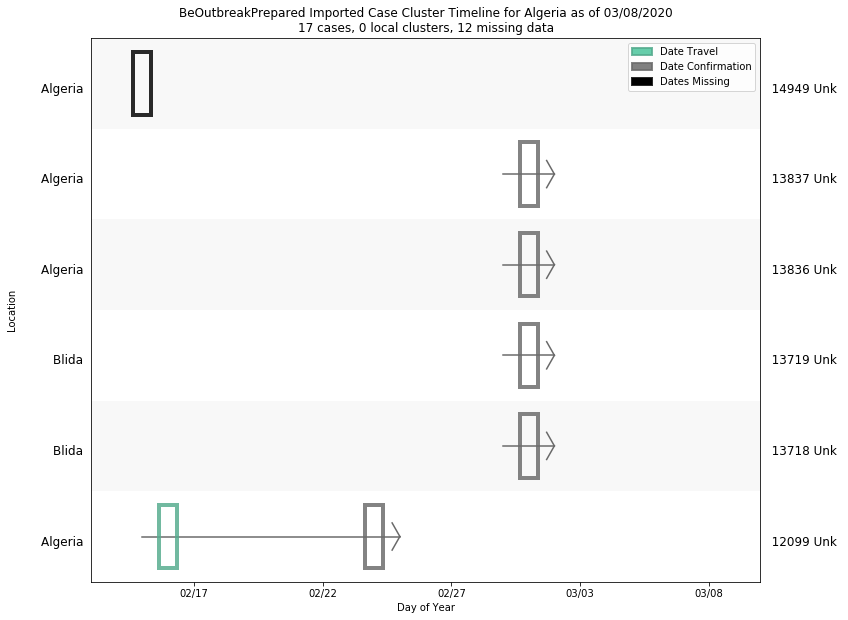 BeOutbreakPrepared Imported Case Cluster Timeline for Algeria as of 03/08/2020
17 cases, 0 local clusters, 12 missing data
Date Travel
Date Confirmation
Dates Missing
Algeria 14949 Unk
Algeria 13837 Unk
Algeria 13836 Unk
Blida 13719 Unk
Blida 13718 Unk
Algeria 12099 Unk
Location
02/17 02/22 02/27 03/03 03/08
Day of Year